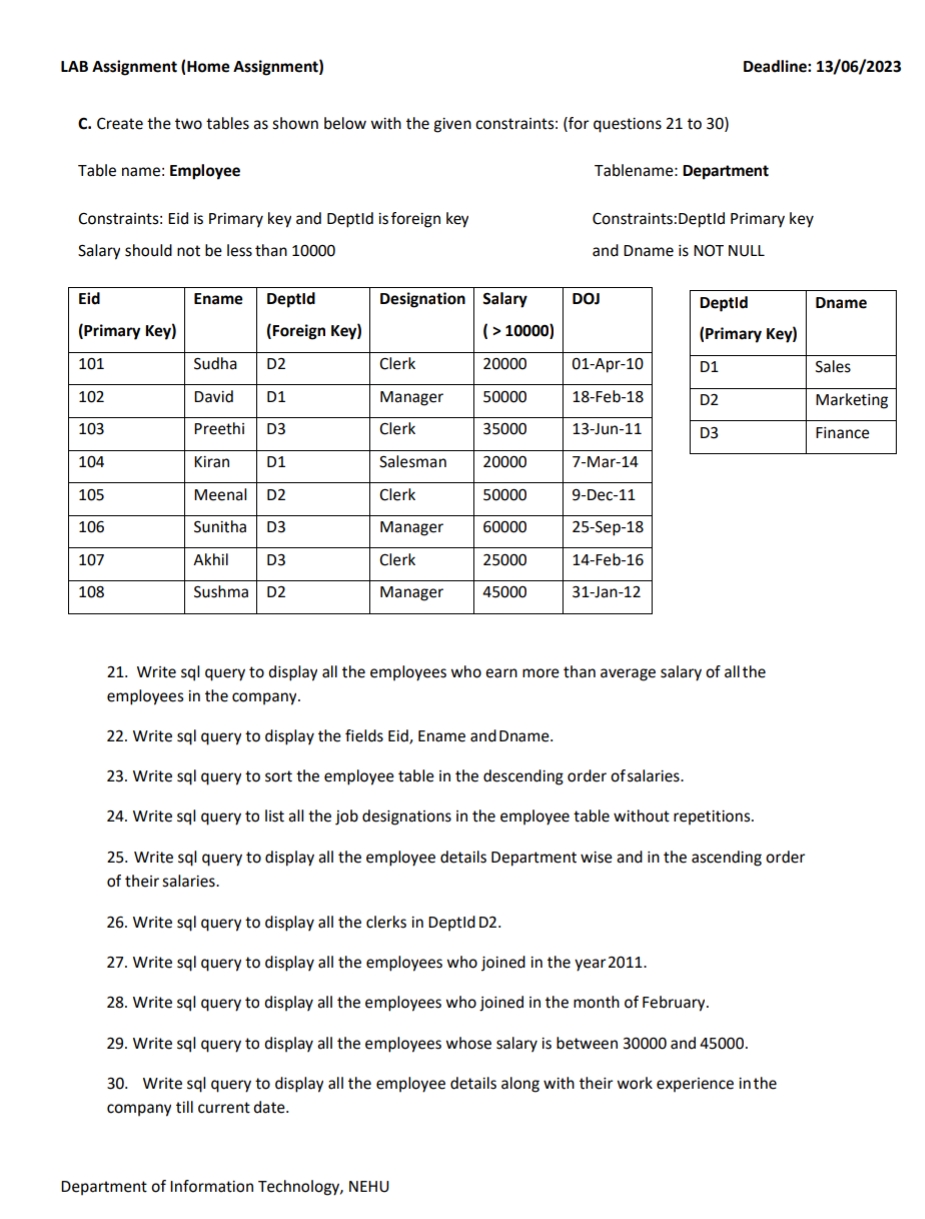 LAB Assignment (Home Assignment) Deadline: 13/06/2023
C. Create the two tables as shown below with the given constraints: (for questions 21 to 30)
Table name: Employee Tablename: Department
Constraints: Eid is Primary key and DeptId is foreign key Constraints:DeptId Primary key
Salary should not be less than 10000 and Dname is NOT NULL
Eid Ename DeptId Designation Salary DOJ
(Primary Key) (Foreign Key) ( > 10000)
101 Sudha D2 Clerk 20000 01-Apr-10
102 David D1 Manager 50000 18-Feb-18
103 Preethi D3 Clerk 35000 13-Jun-11
104 Kiran D1 Salesman 20000 7-Mar-14
105 Meenal D2 Clerk 50000 9-Dec-11
106 Sunitha D3 Manager 60000 25-Sep-18
107 Akhil D3 Clerk 25000 14-Feb-16
108 Sushma D2 Manager 45000 31-Jan-12
DeptId Dname
(Primary Key)
D1 Sales
D2 Marketing
D3 Finance
21. Write sql query to display all the employees who earn more than average salary of all the
employees in the company.
22. Write sql query to display the fields Eid, Ename and Dname.
23. Write sql query to sort the employee table in the descending order of salaries.
24. Write sql query to list all the job designations in the employee table without repetitions.
25. Write sql query to display all the employee details Department wise and in the ascending order
of their salaries.
26. Write sql query to display all the clerks in DeptId D2.
27. Write sql query to display all the employees who joined in the year 2011.
28. Write sql query to display all the employees who joined in the month of February.
29. Write sql query to display all the employees whose salary is between 30000 and 45000.
30. Write sql query to display all the employee details along with their work experience in the
company till current date.
Department of Information Technology, NEHU